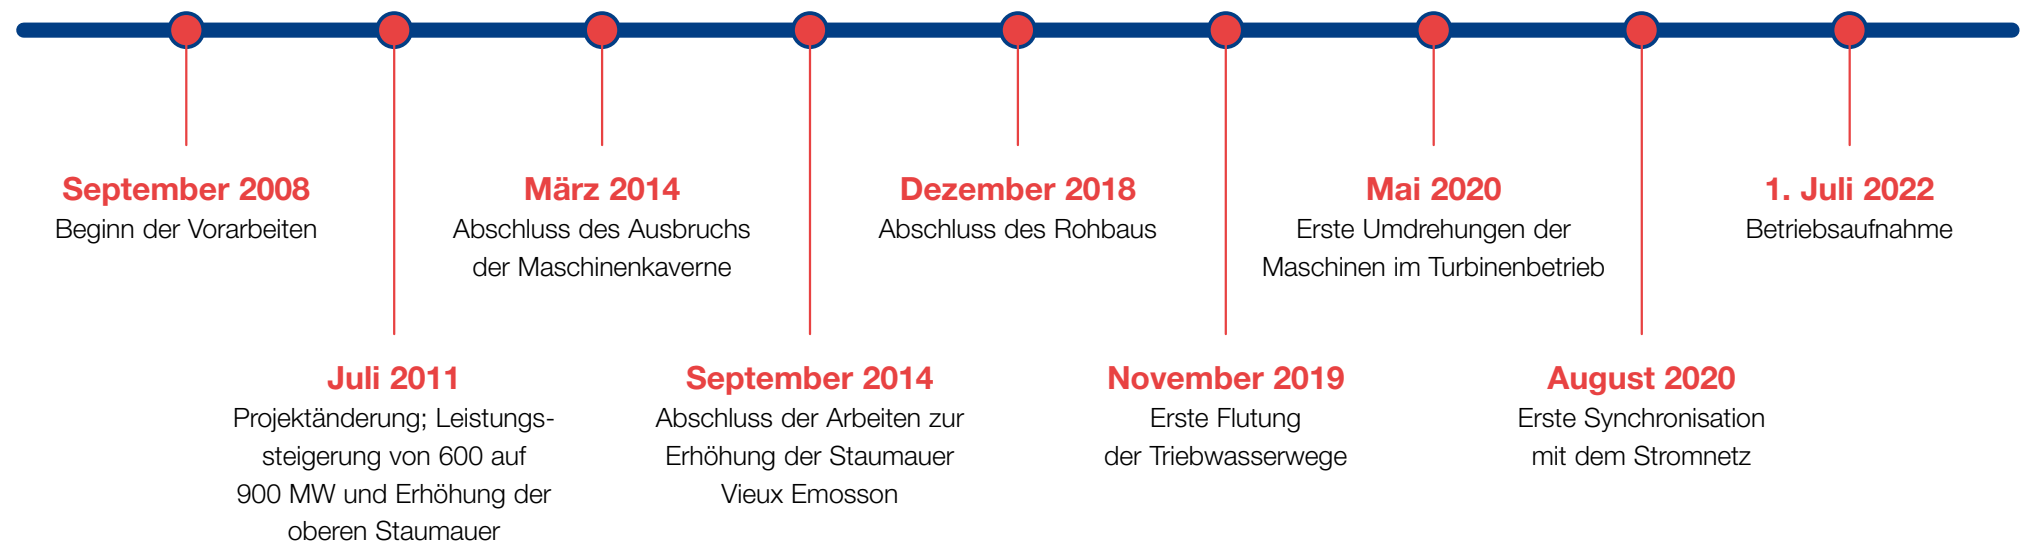 September 2008
Beginn der Vorarbeiten
Juli 2011
Projektänderung; Leistungs-
steigerung von 600 auf
900 MW und Erhöhung der
oberen Staumauer
März 2014
Abschluss des Ausbruchs
der Maschinenkaverne
September 2014
Abschluss der Arbeiten zur
Erhöhung der Staumauer
Vieux Emosson
Dezember 2018
Abschluss des Rohbaus
November 2019
Erste Flutung
der Triebwasserwege
Mai 2020
Erste Umdrehungen der
Maschinen im Turbinenbetrieb
August 2020
Erste Synchronisation
mit dem Stromnetz
1. Juli 2022
Betriebsaufnahme